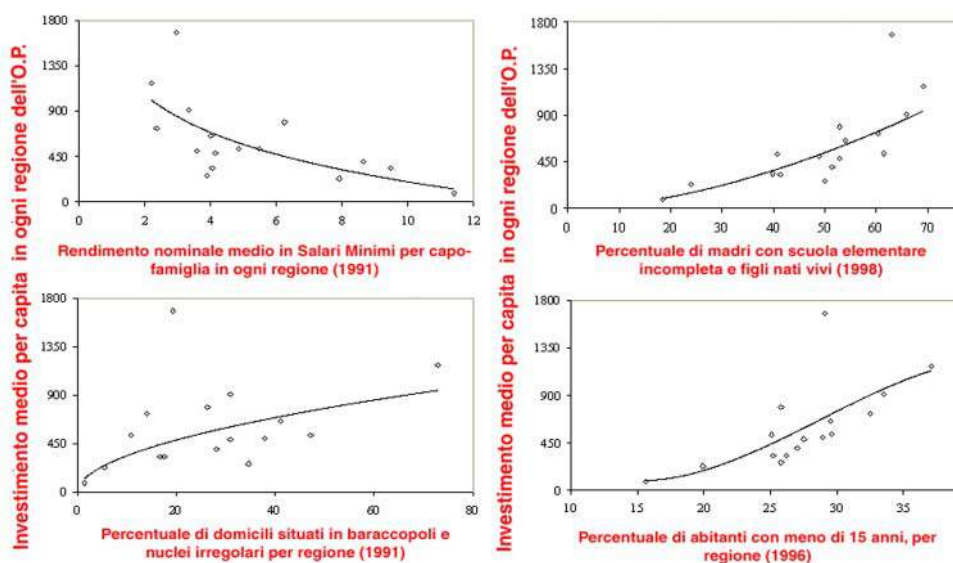 Investimento medio per capita in ogni regione dell'O.P.
1800
1350
900
450
0
0 2 4 6 8 10 12
Rendimento nominale medio in Salari Minimi per capo-
famiglia in ogni regione (1991)
Investimento medio per capita in ogni regione dell'O.P.
1800
1350
900
450
0
0 10 20 30 40 50 60 70
Percentuale di madri con scuola elementare
incompleta e figli nati vivi (1998)
1800
1350
900
450
0
0 20 40 60 80
Percentuale di domicili situati in baraccopoli e
nuclei irregolari per regione (1991)
1800
1350
900
450
0
10 15 20 25 30 35
Percentuale di abitanti con meno di 15 anni, per
regione (1996)